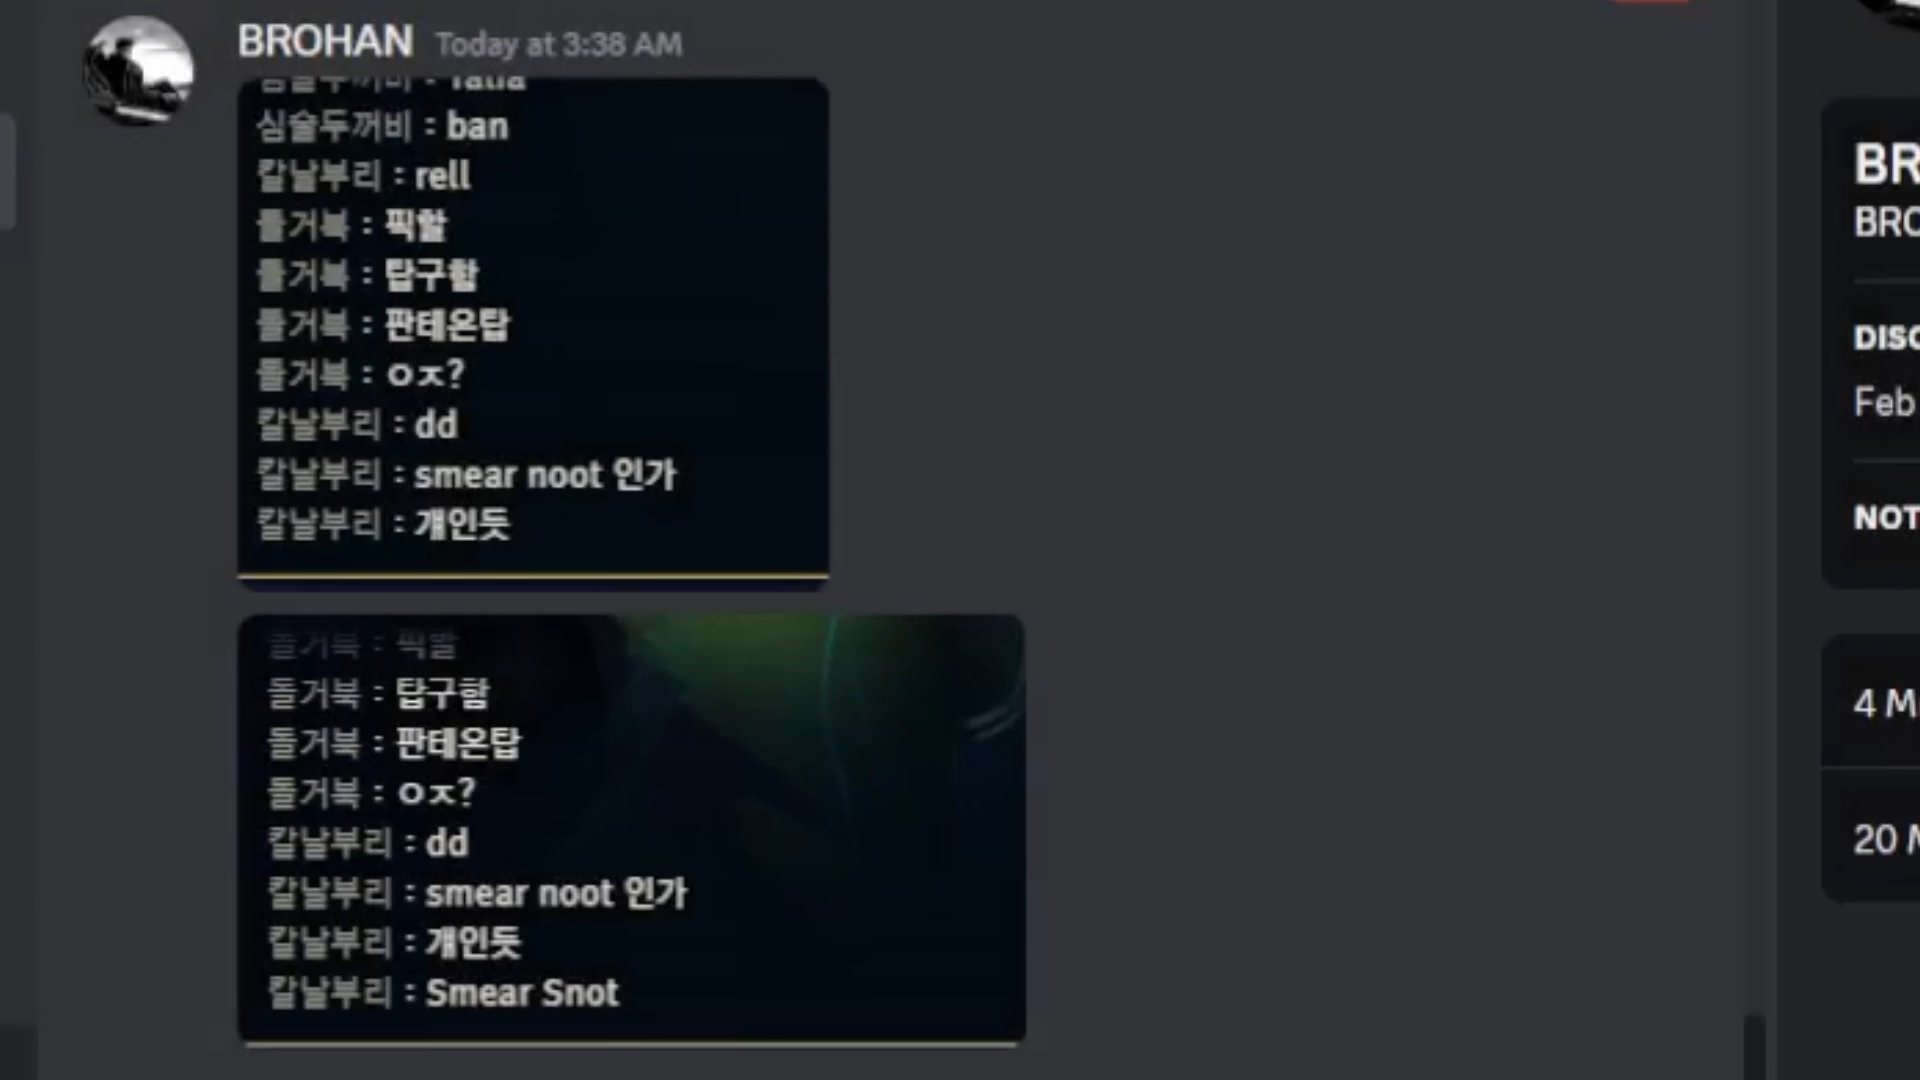 BROHAN Today at 3:38 AM
심술두꺼비 : ban
칼날부리 : rell
돌거북 : 픽할
돌거북 : 탑구함
돌거북 : 판테온탑
돌거북 : ㅇㅈ?
칼날부리 : dd
칼날부리 : smear noot 인가
칼날부리 : 개인듯
돌거북 : 픽할
돌거북 : 탑구함
돌거북 : 판테온탑
돌거북 : ㅇㅈ?
칼날부리 : dd
칼날부리 : smear noot 인가
칼날부리 : 개인듯
칼날부리 : Smear Snot
BR
BRO
DISC
Feb
NOT
4 M
20 M